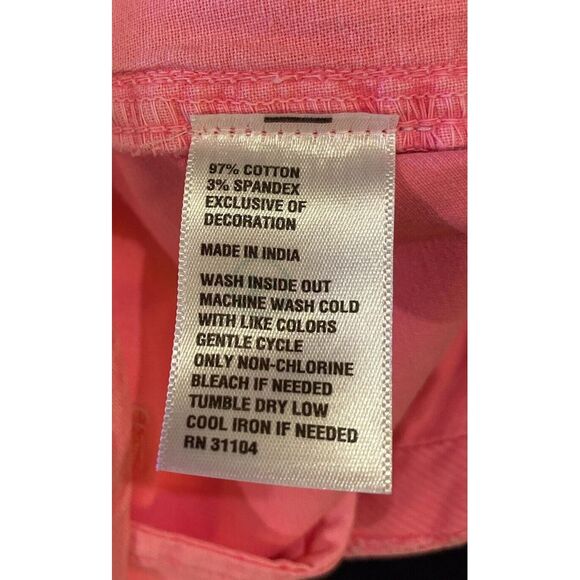 97% COTTON
3% SPANDEX
EXCLUSIVE OF
DECORATION
MADE IN INDIA
WASH INSIDE OUT
MACHINE WASH COLD
WITH LIKE COLORS
GENTLE CYCLE
ONLY NON-CHLORINE
BLEACH IF NEEDED
TUMBLE DRY LOW
COOL IRON IF NEEDED
RN 31104